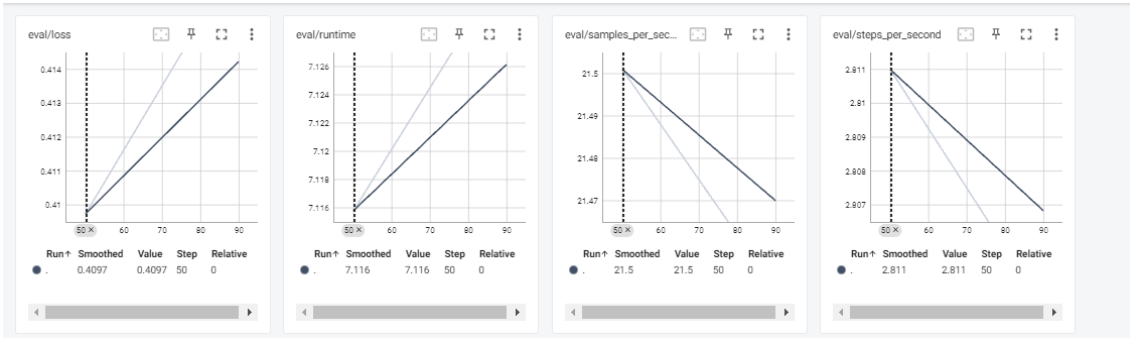 eval/loss
0.414
0.413
0.412
0.411
0.41
50 × 60 70 80 90
Run↑ Smoothed Value Step Relative
. 0.4097 0.4097 50 0
eval/runtime
7.126
7.124
7.122
7.12
7.118
7.116
50 × 60 70 80 90
Run↑ Smoothed Value Step Relative
. 7.116 7.116 50 0
eval/samples_per_sec...
21.5
21.49
21.48
21.47
50 × 60 70 80 90
Run↑ Smoothed Value Step Relative
. 21.5 21.5 50 0
eval/steps_per_second
2.811
2.81
2.809
2.808
2.807
50 × 60 70 80 90
Run↑ Smoothed Value Step Relative
. 2.811 2.811 50 0